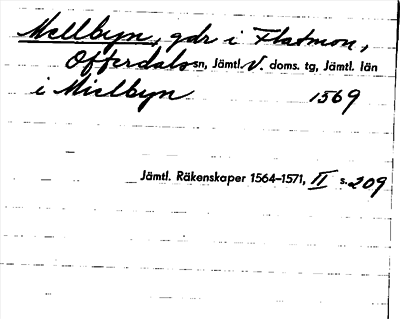 Mellbyn, gdr i Flatmon,
Offerdals sn, Jämtl. V. doms. tg, Jämtl. län
i Mielbyn 1569
Jämtl. Räkenskaper 1564–1571, II s. 209